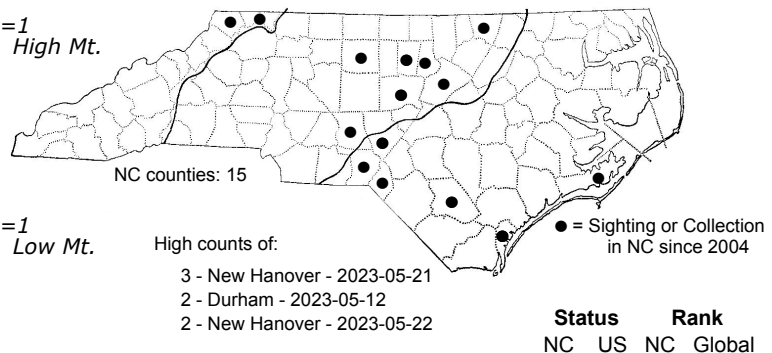 =1
High Mt.
NC counties: 15
=1
Low Mt.
High counts of:
3 - New Hanover - 2023-05-21
2 - Durham - 2023-05-12
2 - New Hanover - 2023-05-22
● = Sighting or Collection
in NC since 2004
Status Rank
NC US NC Global